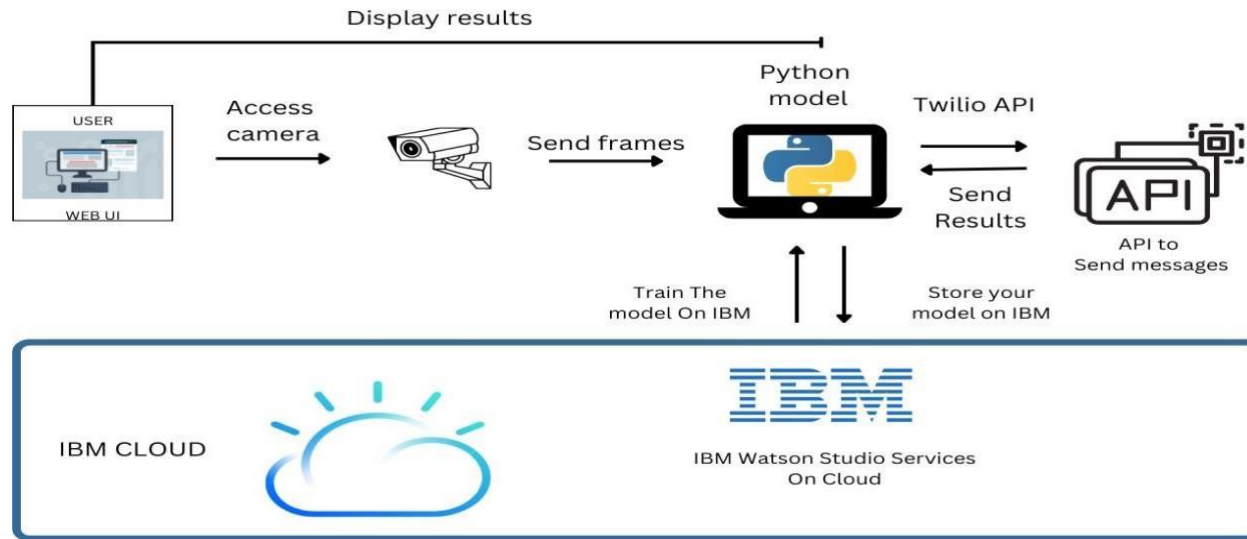 Display results
USER
WEB UI
Access
camera
Send frames
Python
model
Twilio API
Send
Results
API
API to
Send messages
Train The
model On IBM
Store your
model on IBM
IBM CLOUD
IBM
IBM Watson Studio Services
On Cloud